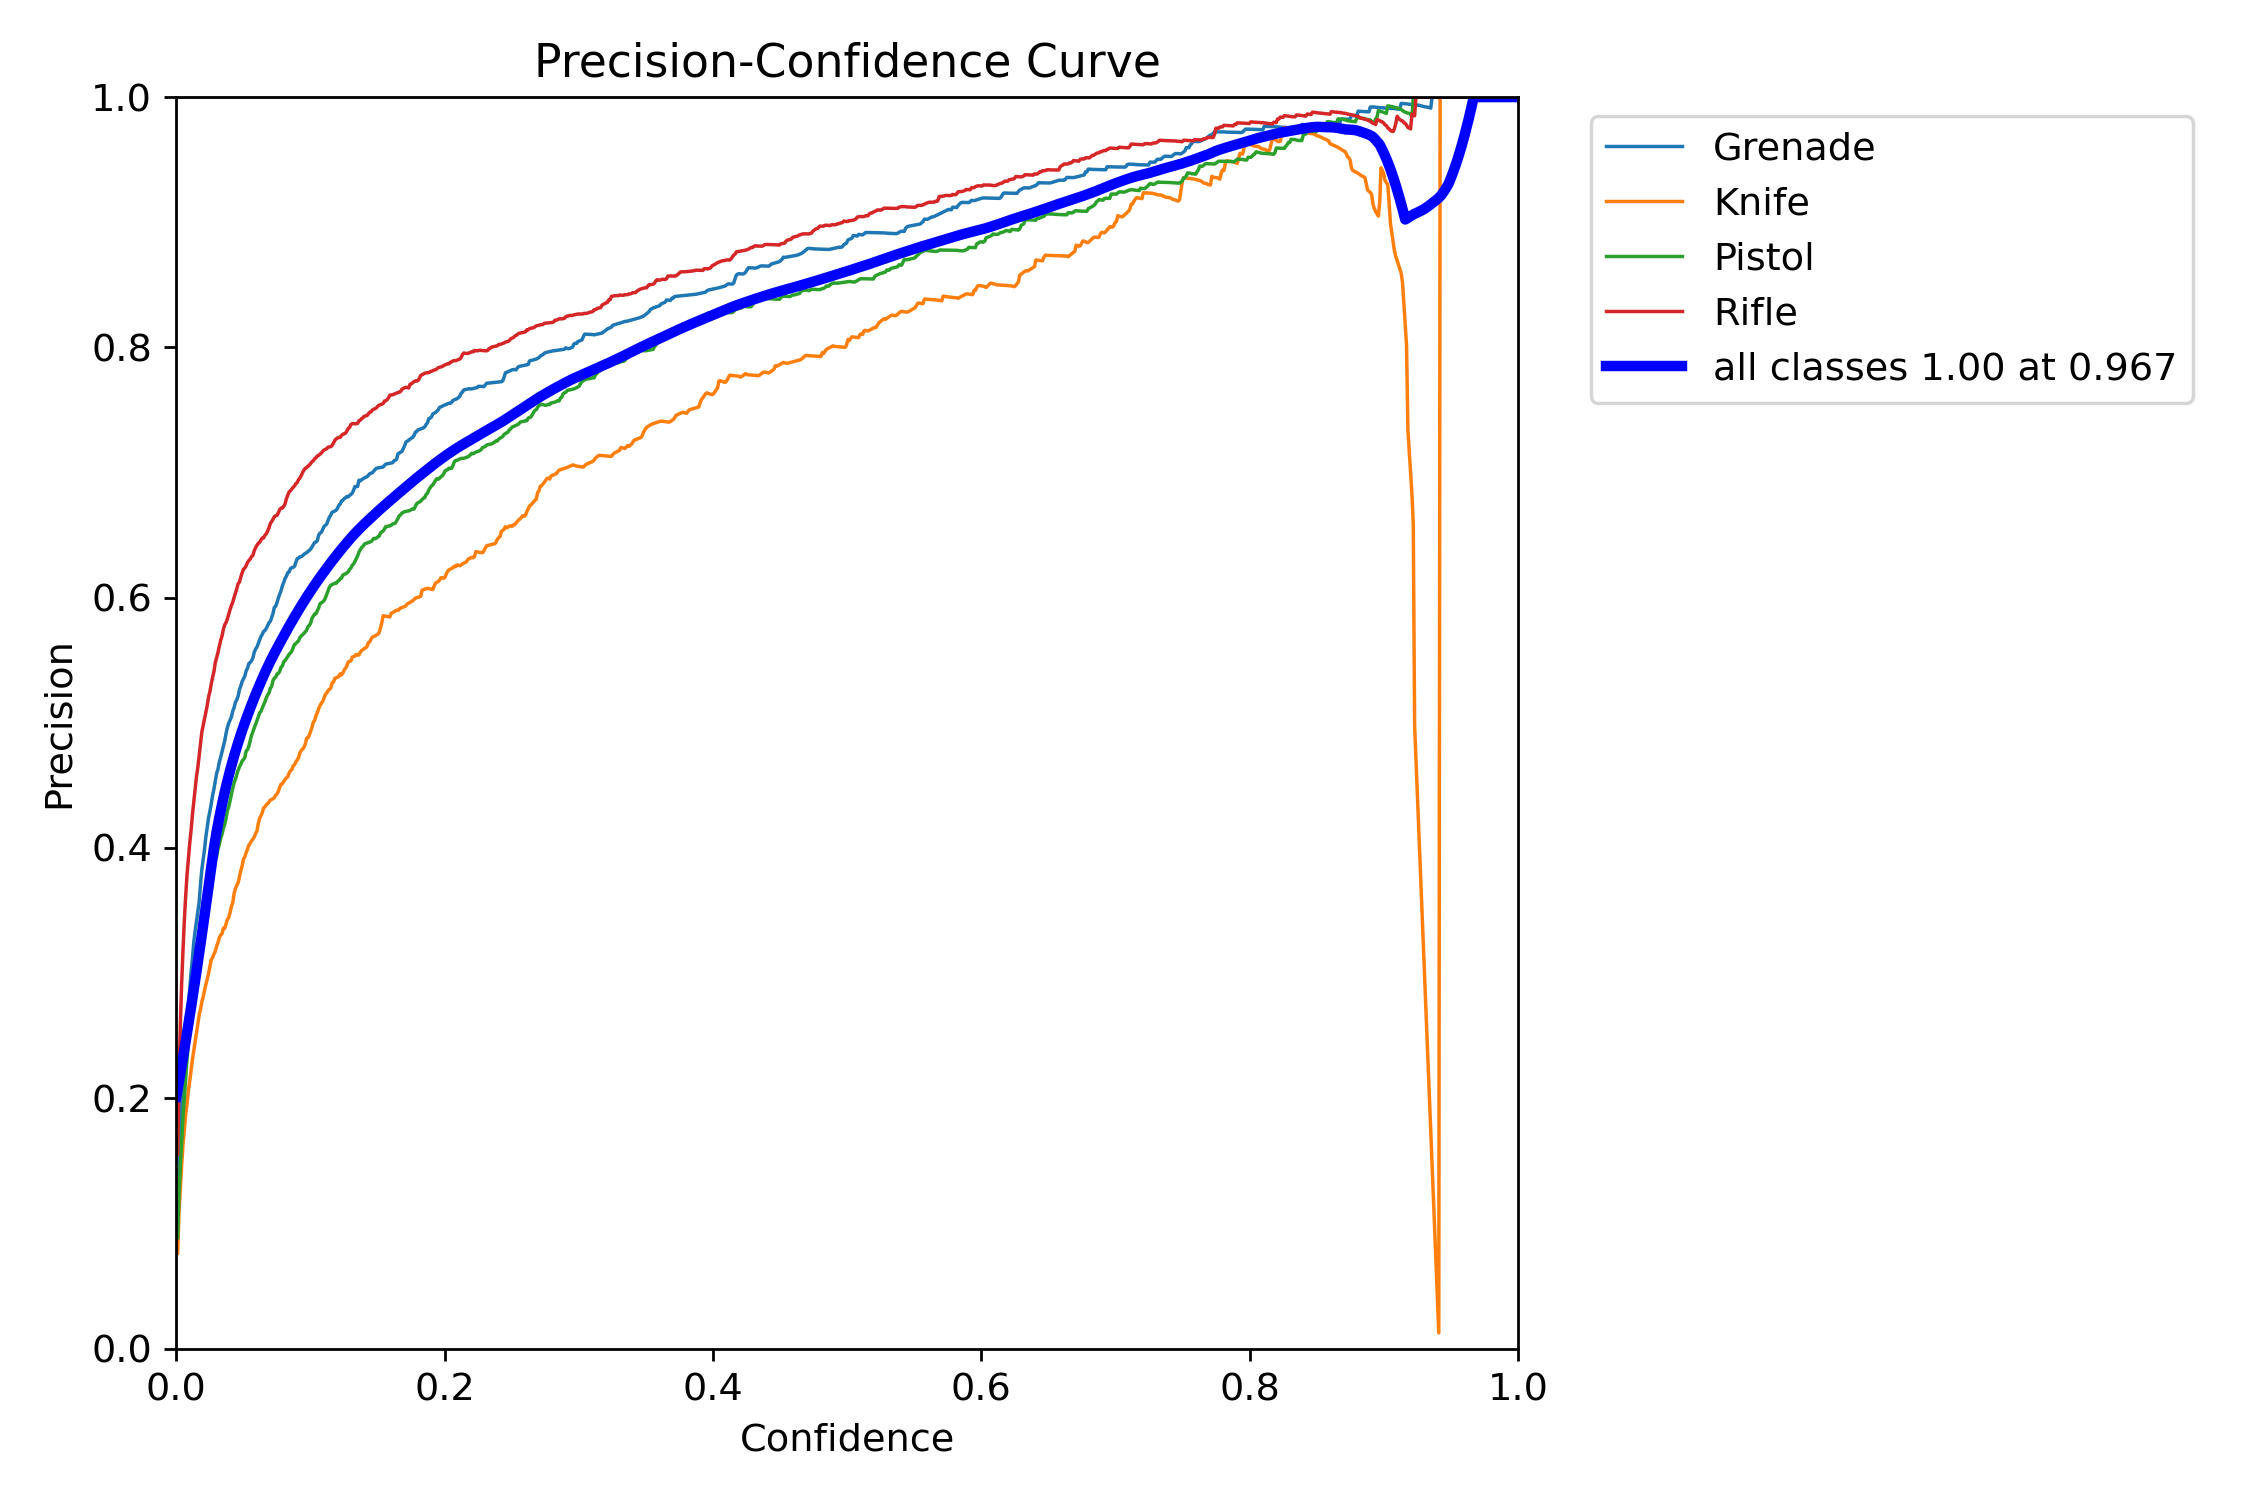 Precision-Confidence Curve
1.0
0.8
0.6
0.4
0.2
0.0
Precision
0.0 0.2 0.4 0.6 0.8 1.0
Confidence
Grenade
Knife
Pistol
Rifle
all classes 1.00 at 0.967